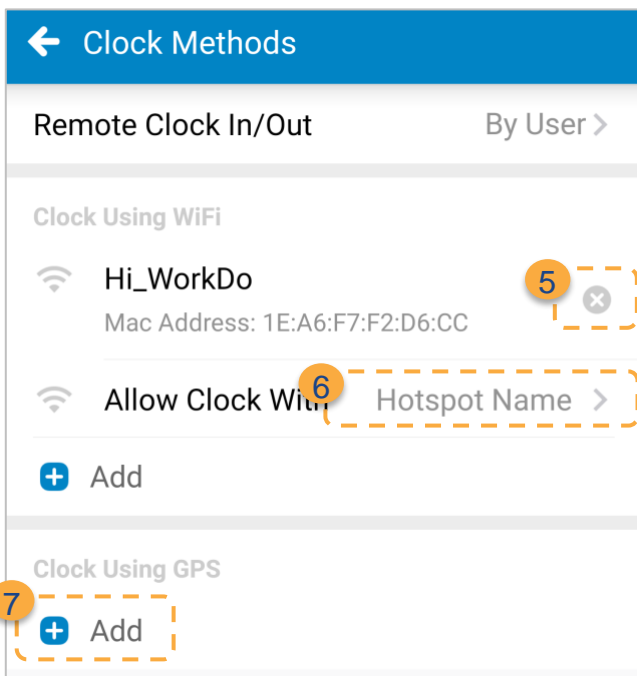 Clock Methods
Remote Clock In/Out By User
Clock Using WiFi
Hi_WorkDo
5
Mac Address: 1E:A6:F7:F2:D6:CC
6
Allow Clock With Hotspot Name
Add
Clock Using GPS
7
Add